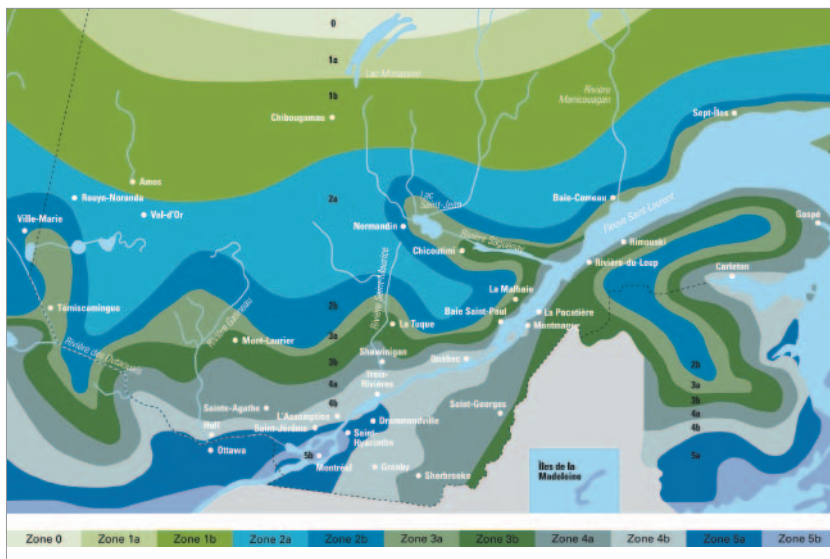 0
1a
Lac Mistassini
1b
Rivière
Manicouagan
Chibougamau
Sept-Îles
Amos
Rouyn-Noranda
2a
Lac
Saint-Jean
Baie-Comeau
Val-d'Or
Ville-Marie
Normandin
Fleuve Saint-Laurent
Gaspé
Rivière Saguenay
Chicoutimi
Rimouski
Rivière-du-Loup
Carleton
Rivière Saint-Maurice
La Malbaie
Témiscamingue
2b
Rivière Gatineau
Baie Saint-Paul
La Pocatière
La Tuque
Montmagny
3a
Mont-Laurier
Rivière des Outaouais
Shawinigan
3b
Québec
2b
Trois-
Rivières
4a
3a
3b
4b
Sainte-Agathe
Saint-Georges
4a
L'Assomption
Drummondville
4b
Hull
Saint-Jérôme
Saint-
Hyacinthe
Ottawa
5b
Montréal
5a
Granby
Sherbrooke
Îles de la
Madeleine
Zone 0
Zone 1a
Zone 1b
Zone 2a
Zone 2b
Zone 3a
Zone 3b
Zone 4a
Zone 4b
Zone 5a
Zone 5b